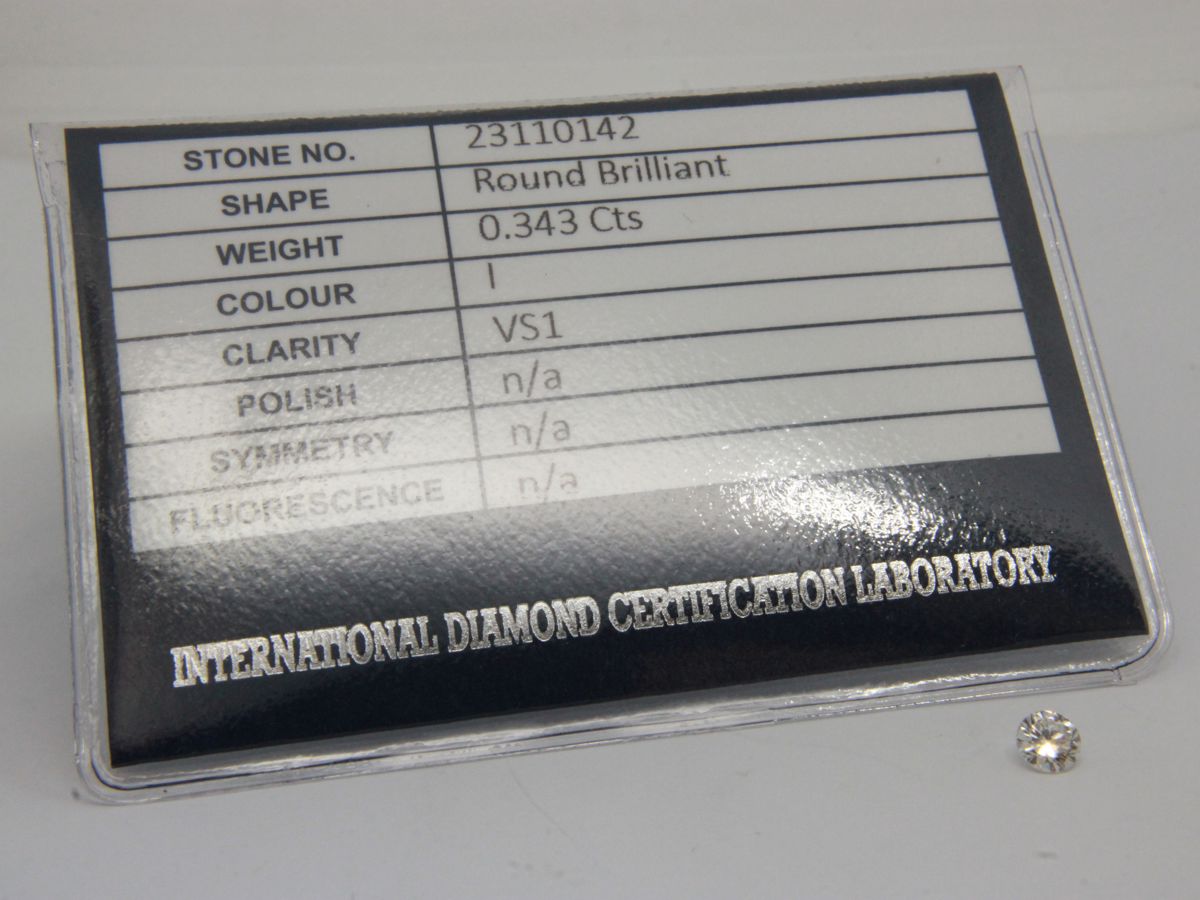 STONE NO. 23110142
SHAPE Round Brilliant
WEIGHT 0.343 Cts
COLOUR I
CLARITY VS1
POLISH n/a
SYMMETRY n/a
FLUORESCENCE n/a
INTERNATIONAL DIAMOND CERTIFICATION LABORATORY